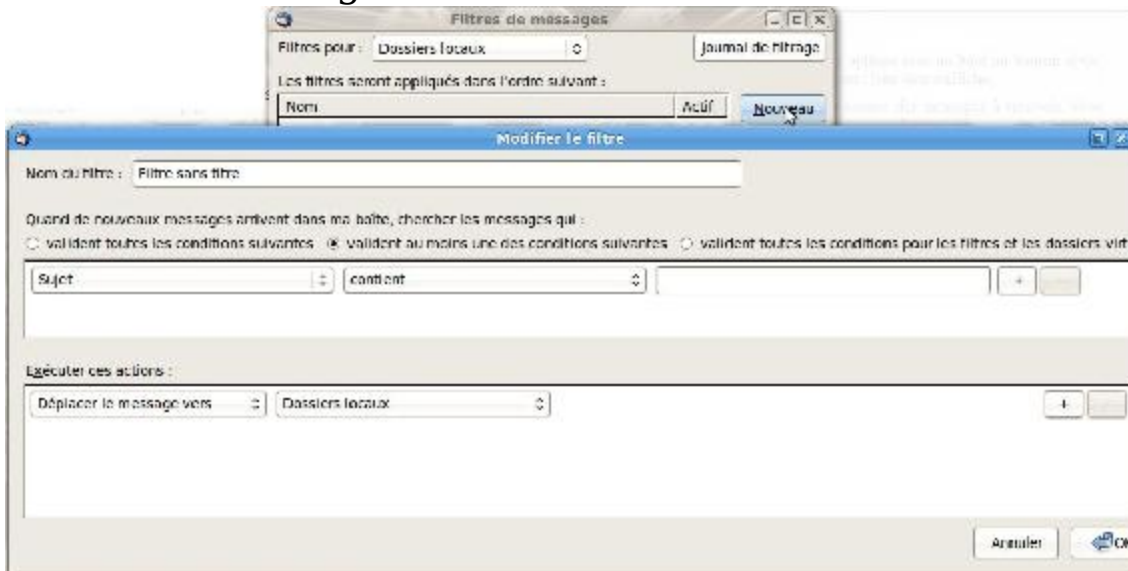 Filtres de messages
Filtres pour : Dossiers locaux
Journal de filtrage
Les filtres seront appliqués dans l'ordre suivant :
Nom Actif Nouveau
Modifier le filtre
Nom du filtre : Filtre sans titre
Quand de nouveaux messages arrivent dans ma boîte, chercher les messages qui :
valident toutes les conditions suivantes valident au moins une des conditions suivantes valident toutes les conditions pour les filtres et les dossiers virt
Sujet contient + -
Exécuter ces actions :
Déplacer le message vers Dossiers locaux +
Annuler OK